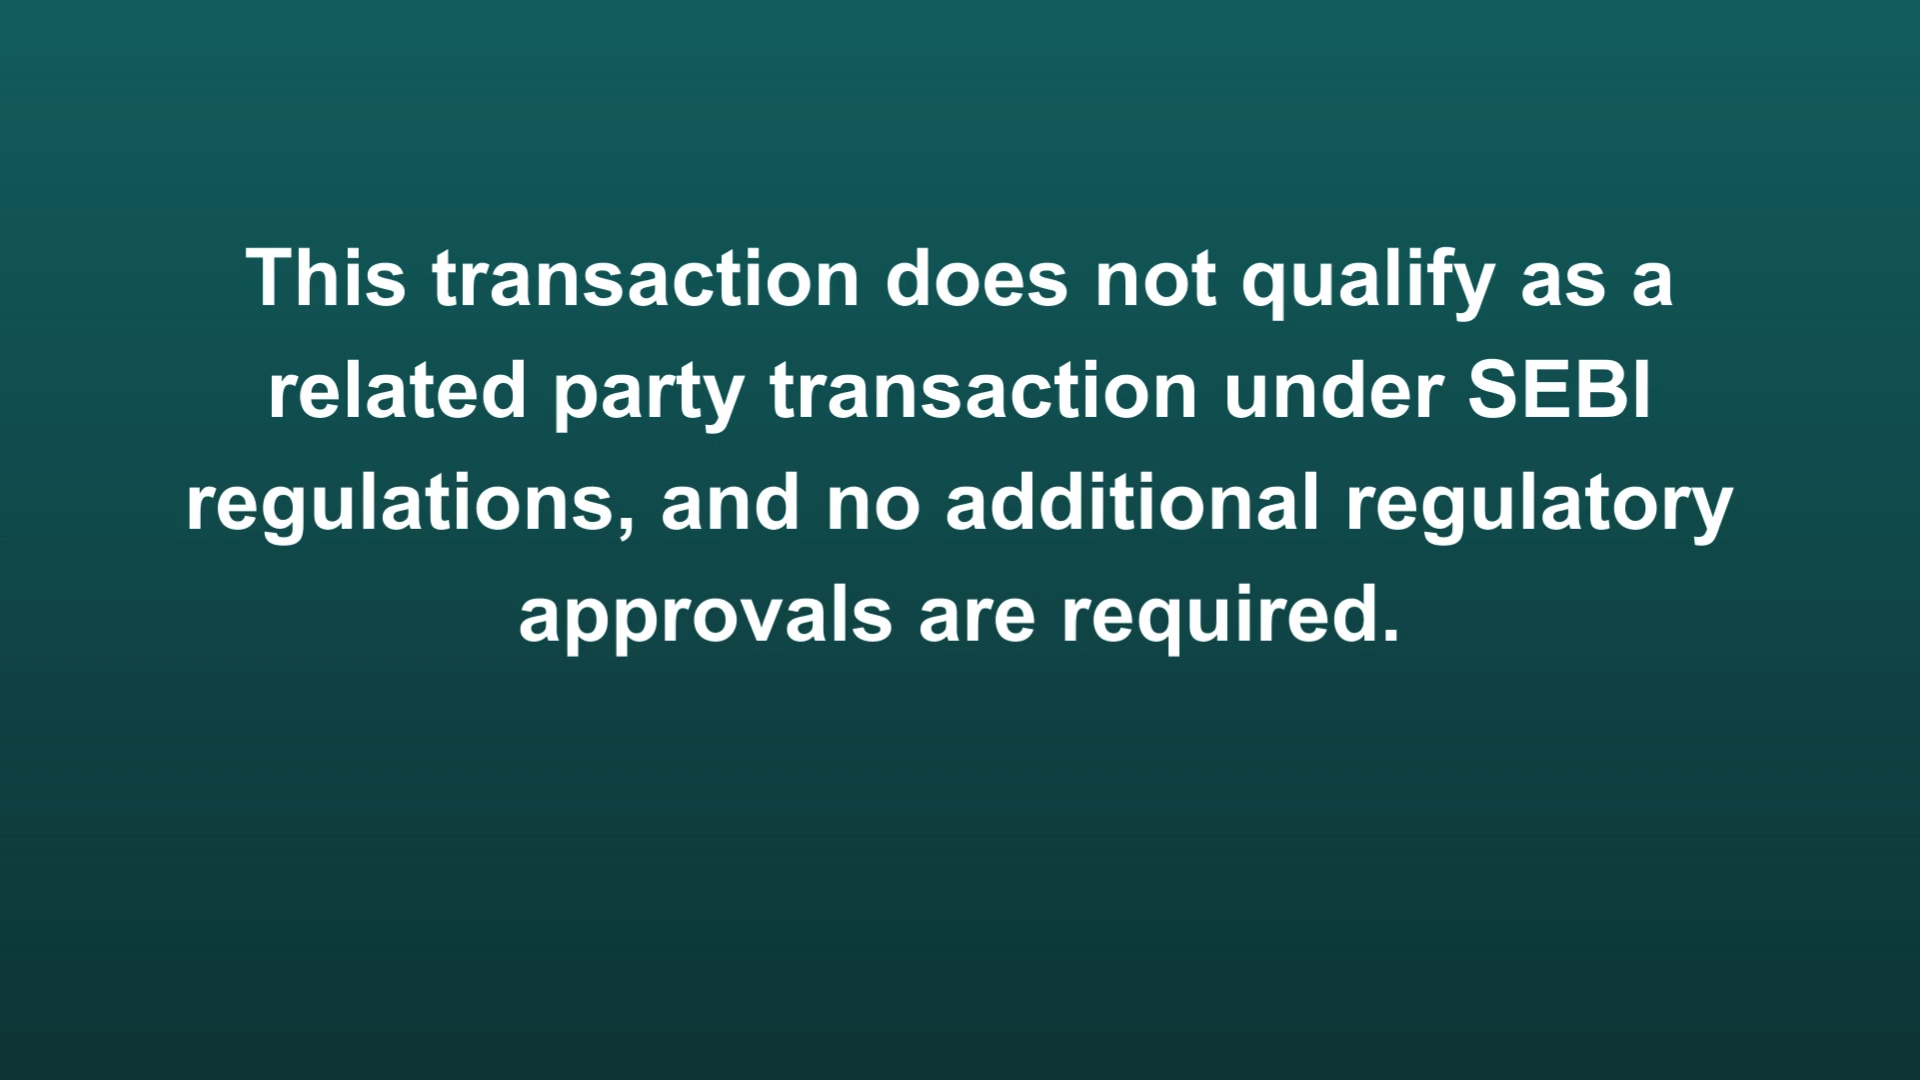 This transaction does not qualify as a
related party transaction under SEBI
regulations, and no additional regulatory
approvals are required.